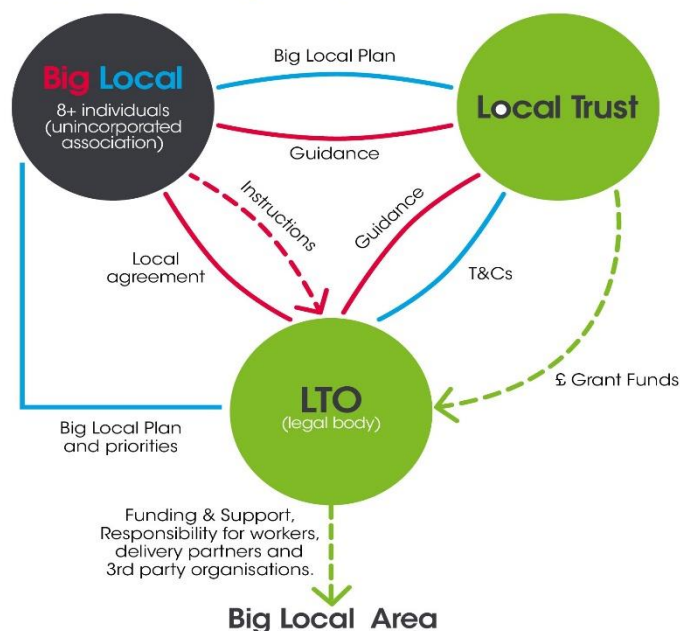 Big Local
8+ individuals
(unincorporated
association)
Big Local Plan
Guidance
Local Trust
Instructions
Guidance
Local
agreement
T&Cs
£ Grant Funds
LTO
(legal body)
Big Local Plan
and priorities
Funding & Support,
Responsibility for workers,
delivery partners and
3rd party organisations.
Big Local Area